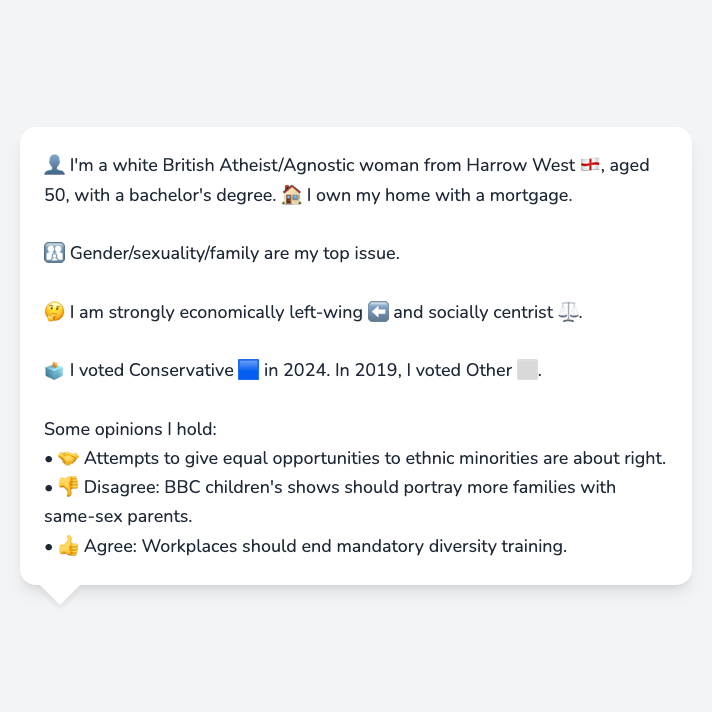 👤 I'm a white British Atheist/Agnostic woman from Harrow West 🏴󠁧󠁢󠁥󠁮󠁧󠁿, aged
50, with a bachelor's degree. 🏠 I own my home with a mortgage.
🚻 Gender/sexuality/family are my top issue.
🤔 I am strongly economically left-wing ⬅️ and socially centrist ⚖️.
🗳️ I voted Conservative 🟦 in 2024. In 2019, I voted Other ⬜.
Some opinions I hold:
• 🤝 Attempts to give equal opportunities to ethnic minorities are about right.
• 👎 Disagree: BBC children's shows should portray more families with
same-sex parents.
• 👍 Agree: Workplaces should end mandatory diversity training.